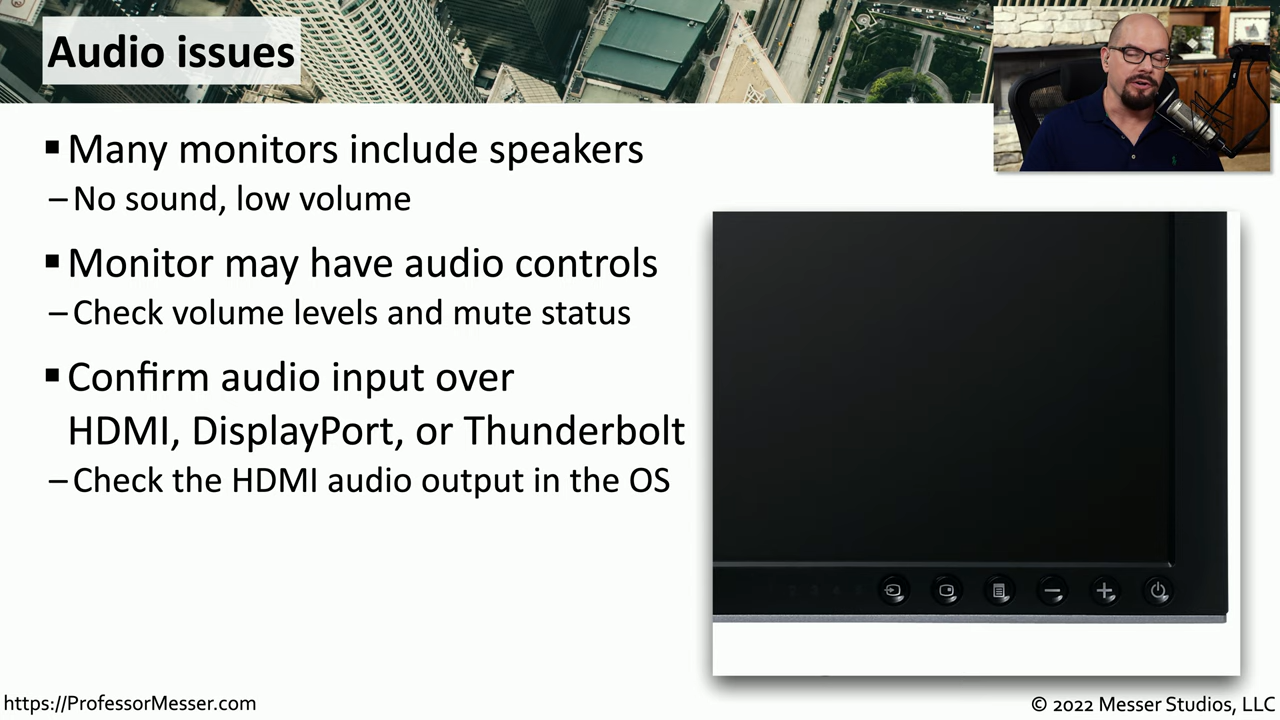 Audio issues
▪ Many monitors include speakers
– No sound, low volume
▪ Monitor may have audio controls
– Check volume levels and mute status
▪ Confirm audio input over
HDMI, DisplayPort, or Thunderbolt
– Check the HDMI audio output in the OS
https://ProfessorMesser.com
© 2022 Messer Studios, LLC